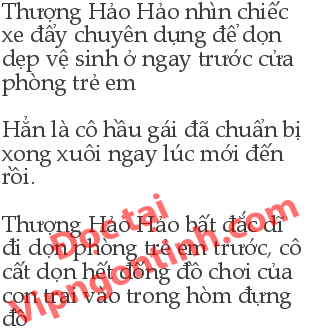 Thượng Hảo Hảo nhìn chiếc
xe đẩy chuyên dụng để dọn
dẹp vệ sinh ở ngay trước cửa
phòng trẻ em
Hẳn là cô hầu gái đã chuẩn bị
xong xuôi ngay lúc mới đến
rồi.
Thượng Hảo Hảo bất đắc dĩ
đi dọn phòng trẻ em trước, cô
cất dọn hết đống đồ chơi của
con trai vào trong hòm đựng
đồ
Đọc tại
Vipngontinh.com